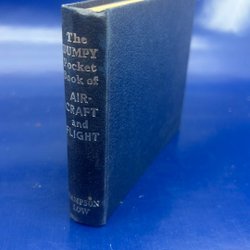 The
DUMPY
Pocket
Book of
AIR-
CRAFT
and
FLIGHT
SAMPSON
LOW